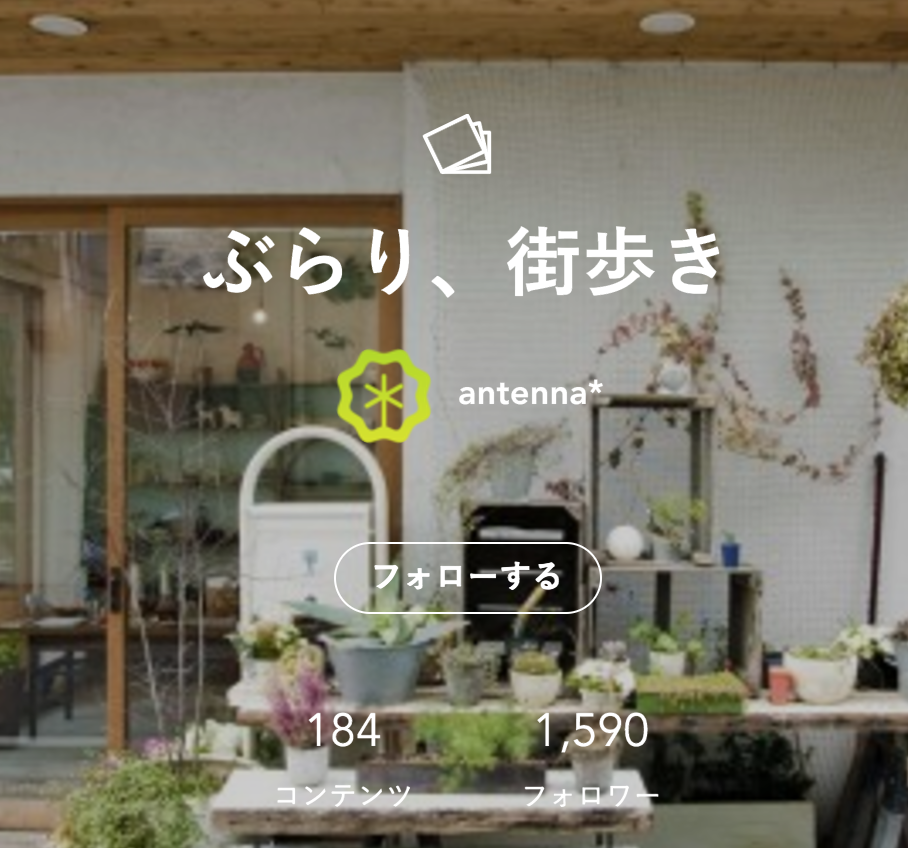 ぶらり、街歩き
antenna*
フォローする
184 1,590
コンテンツ フォロワー